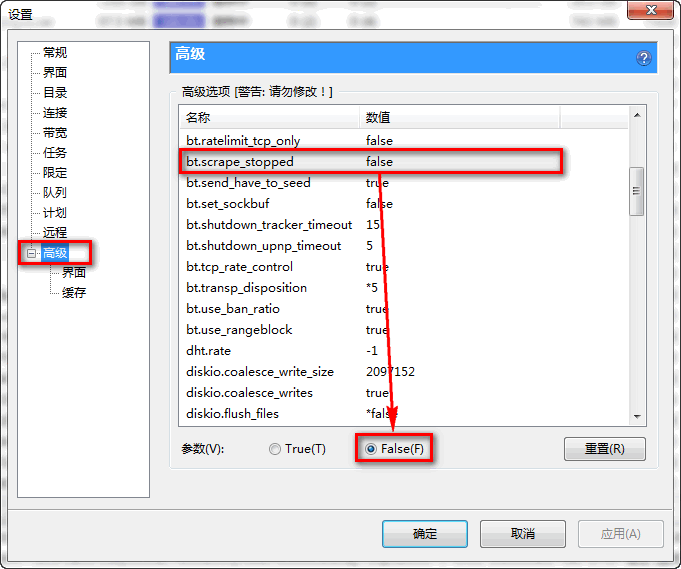 设置
常规
界面
目录
连接
带宽
任务
限定
队列
计划
远程
高级
界面
缓存
高级
高级选项 [警告: 请勿修改！]
名称 数值
bt.ratelimit_tcp_only false
bt.scrape_stopped false
bt.send_have_to_seed true
bt.set_sockbuf false
bt.shutdown_tracker_timeout 15
bt.shutdown_upnp_timeout 5
bt.tcp_rate_control true
bt.transp_disposition *5
bt.use_ban_ratio true
bt.use_rangeblock true
dht.rate -1
diskio.coalesce_write_size 2097152
diskio.coalesce_writes true
diskio.flush_files *false
参数(V): True(T) False(F) 重置(R)
确定 取消 应用(A)